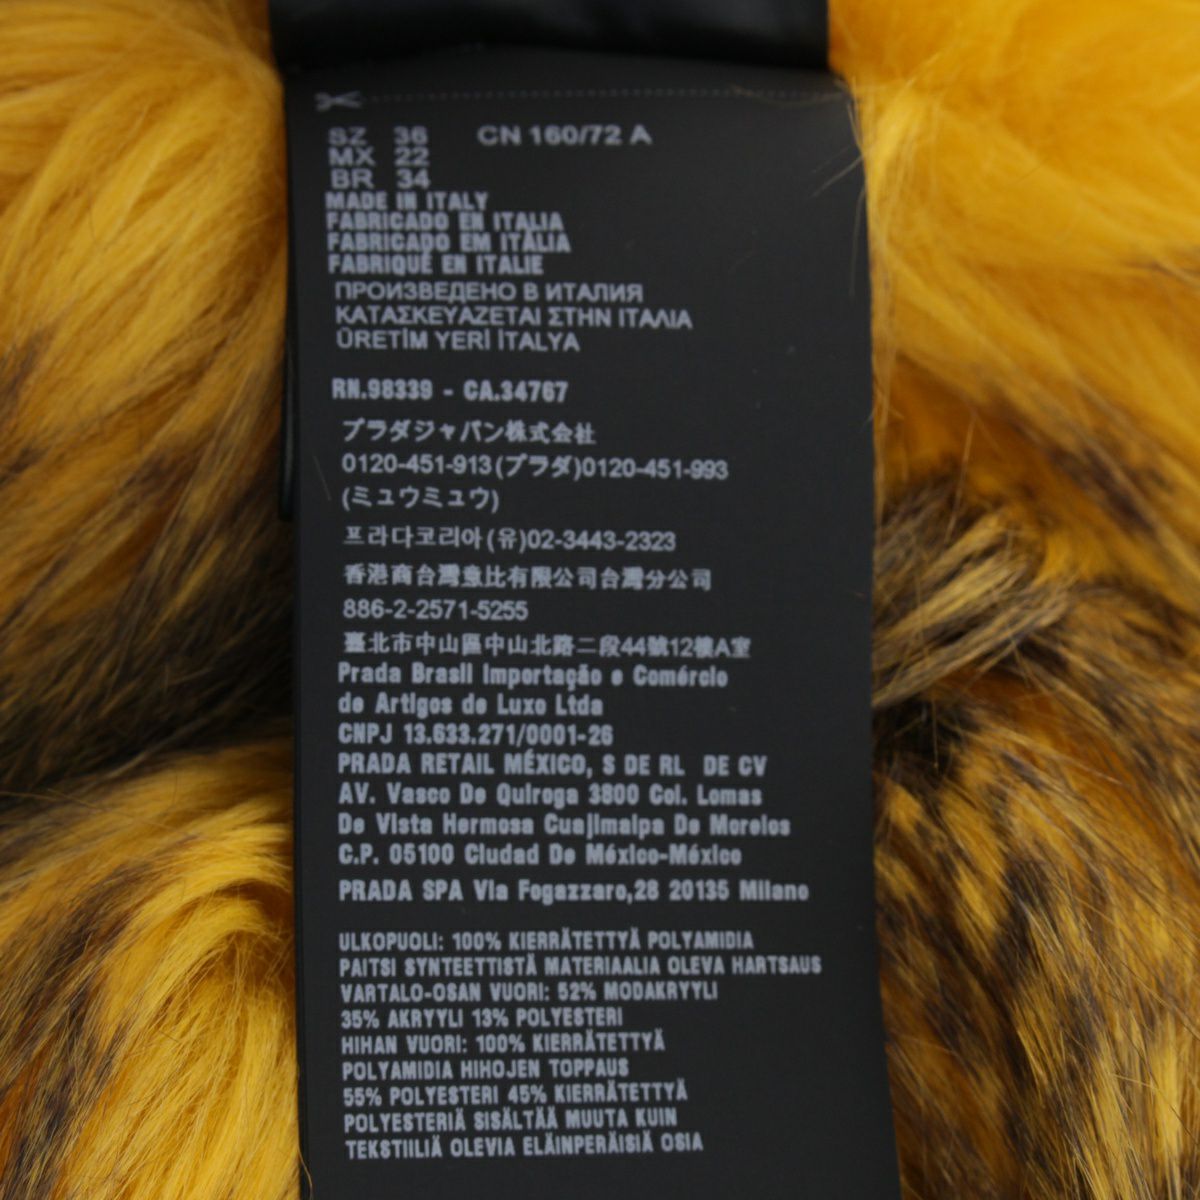 SZ 36 CN 160/72 A
MX 22
BR 34
MADE IN ITALY
FABRICADO EN ITALIA
FABRICADO EM ITÁLIA
FABRIQUÉ EN ITALIE
ПРОИЗВЕДЕНО В ИТАЛИЯ
ΚΑΤΑΣΚΕΥΑΖΕΤΑΙ ΣΤΗΝ ΙΤΑΛΙΑ
ÜRETİM YERİ İTALYA
RN.98339 - CA.34767
プラダジャパン株式会社
0120-451-913(プラダ)0120-451-993
(ミュウミュウ)
프라다코리아(유)02-3443-2323
香港商台灣意比有限公司台灣分公司
886-2-2571-5255
臺北市中山區中山北路二段44號12樓A室
Prada Brasil Importação e Comércio
de Artigos de Luxo Ltda
CNPJ 13.633.271/0001-26
PRADA RETAIL MÉXICO, S DE RL DE CV
AV. Vasco De Quiroga 3800 Col. Lomas
De Vista Hermosa Cuajimalpa De Morelos
C.P. 05100 Ciudad De México-México
PRADA SPA Via Fogazzaro,28 20135 Milano
ULKOPUOLI: 100% KIERRÄTETTYÄ POLYAMIDIA
PAITSI SYNTEETTISTÄ MATERIAALIA OLEVA HARTSAUS
VARTALO-OSAN VUORI: 52% MODAKRYYLI
35% AKRYYLI 13% POLYESTERI
HIHAN VUORI: 100% KIERRÄTETTYÄ
POLYAMIDIA HIHOJEN TOPPAUS
55% POLYESTERI 45% KIERRÄTETTYÄ
POLYESTERIÄ SISÄLTÄÄ MUUTA KUIN
TEKSTIILIÄ OLEVIA ELÄINPERÄISIÄ OSIA